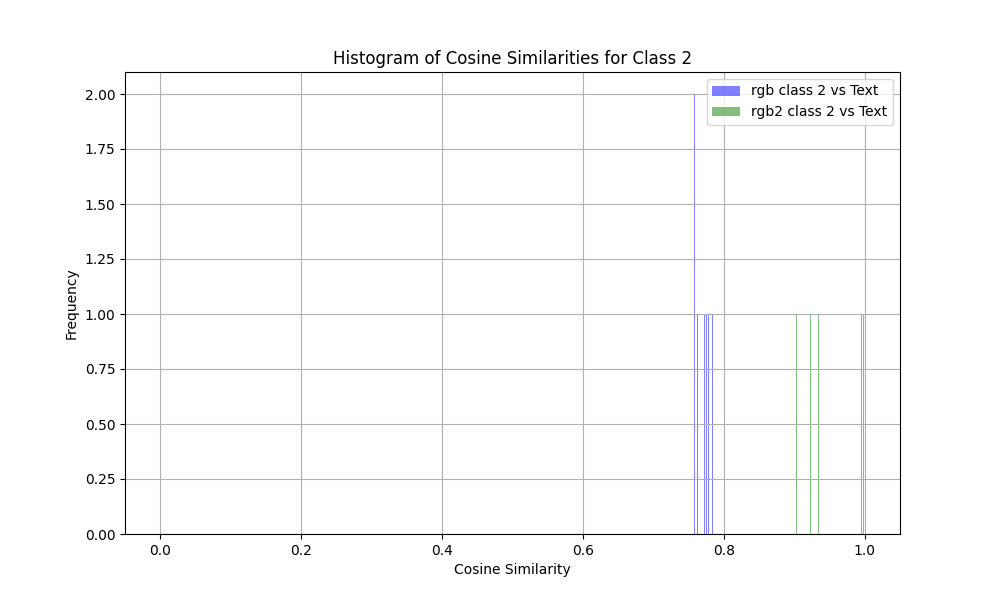 Histogram of Cosine Similarities for Class 2
rgb class 2 vs Text
rgb2 class 2 vs Text
Frequency
2.00
1.75
1.50
1.25
1.00
0.75
0.50
0.25
0.00
0.0 0.2 0.4 0.6 0.8 1.0
Cosine Similarity